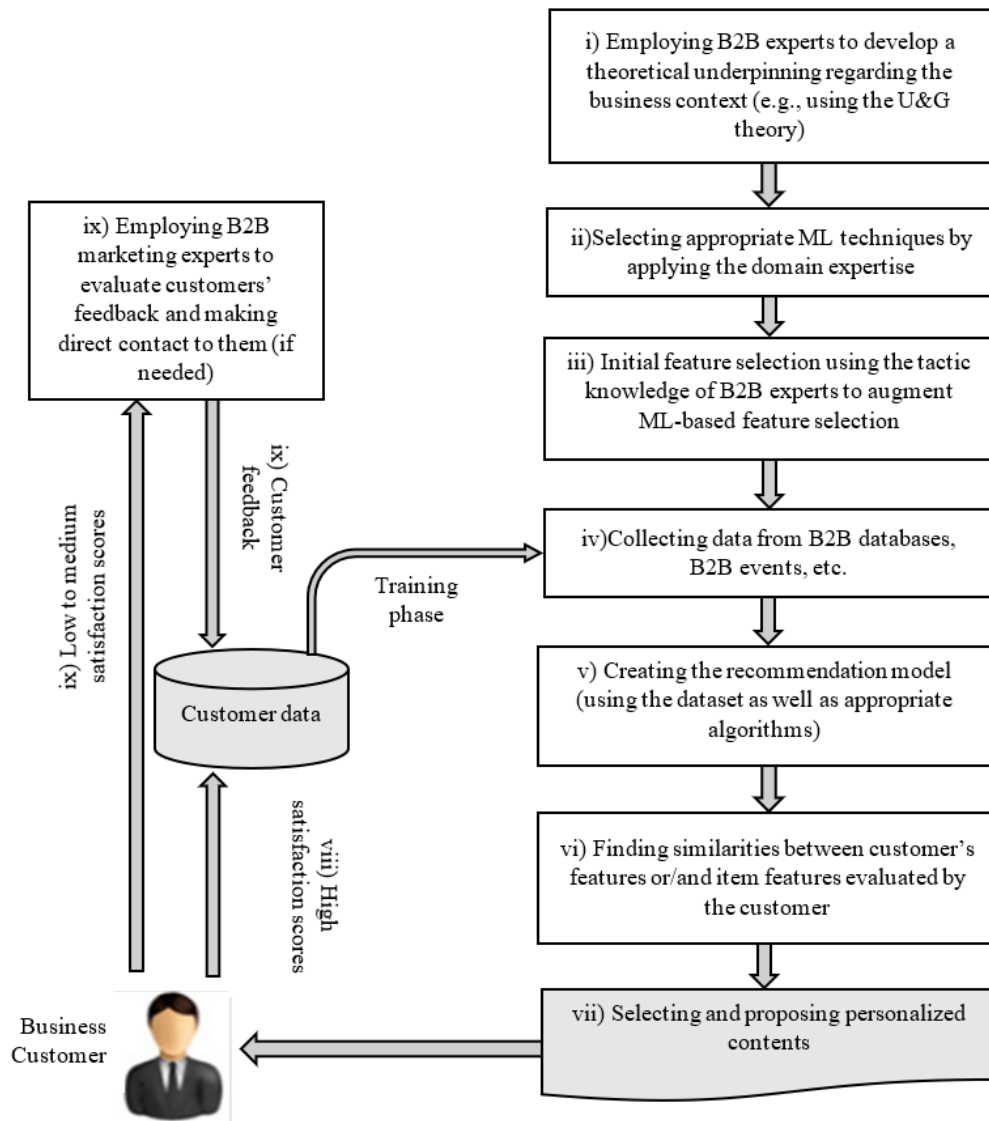 i) Employing B2B experts to develop a
theoretical underpinning regarding the
business context (e.g., using the U&G
theory)
ii)Selecting appropriate ML techniques by
applying the domain expertise
iii) Initial feature selection using the tactic
knowledge of B2B experts to augment
ML-based feature selection
iv)Collecting data from B2B databases,
B2B events, etc.
v) Creating the recommendation model
(using the dataset as well as appropriate
algorithms)
vi) Finding similarities between customer’s
features or/and item features evaluated by
the customer
vii) Selecting and proposing personalized
contents
Business
Customer
viii) High
satisfaction scores
ix) Low to medium
satisfaction scores
ix) Employing B2B
marketing experts to
evaluate customers’
feedback and making
direct contact to them (if
needed)
ix) Customer
feedback
Customer data
Training
phase